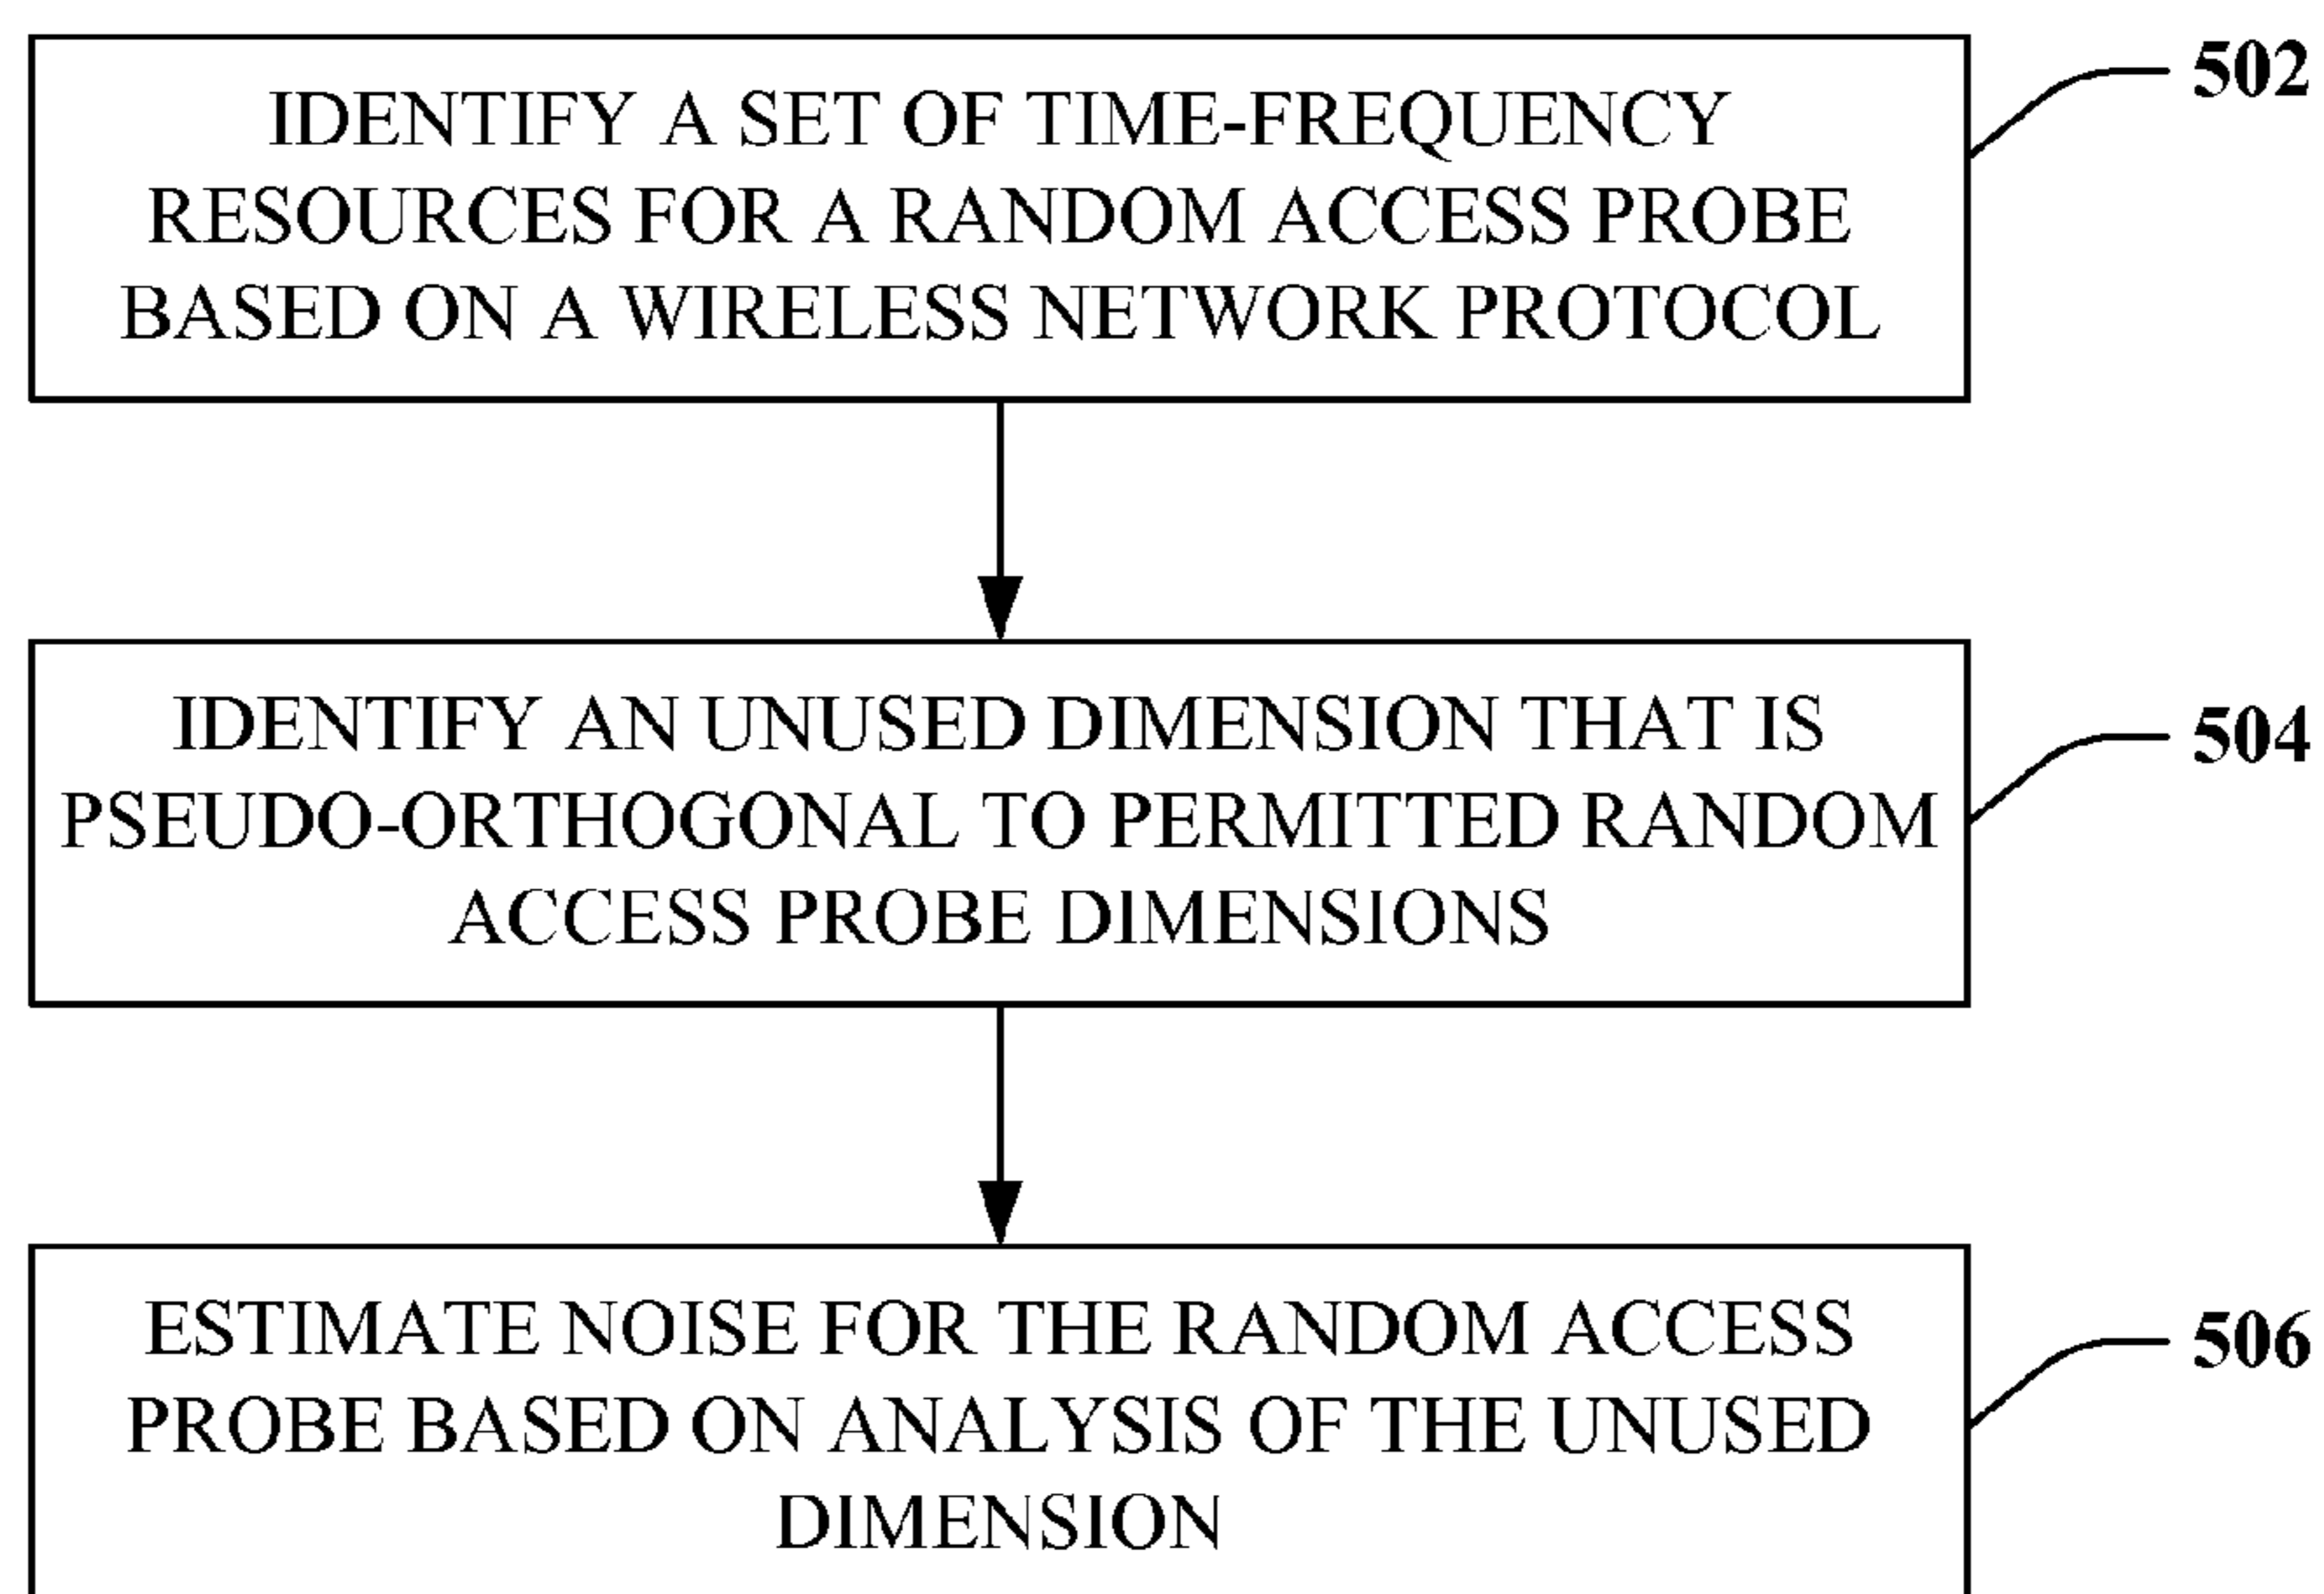 IDENTIFY A SET OF TIME-FREQUENCY
RESOURCES FOR A RANDOM ACCESS PROBE
BASED ON A WIRELESS NETWORK PROTOCOL
502
IDENTIFY AN UNUSED DIMENSION THAT IS
PSEUDO-ORTHOGONAL TO PERMITTED RANDOM
ACCESS PROBE DIMENSIONS
504
ESTIMATE NOISE FOR THE RANDOM ACCESS
PROBE BASED ON ANALYSIS OF THE UNUSED
DIMENSION
506